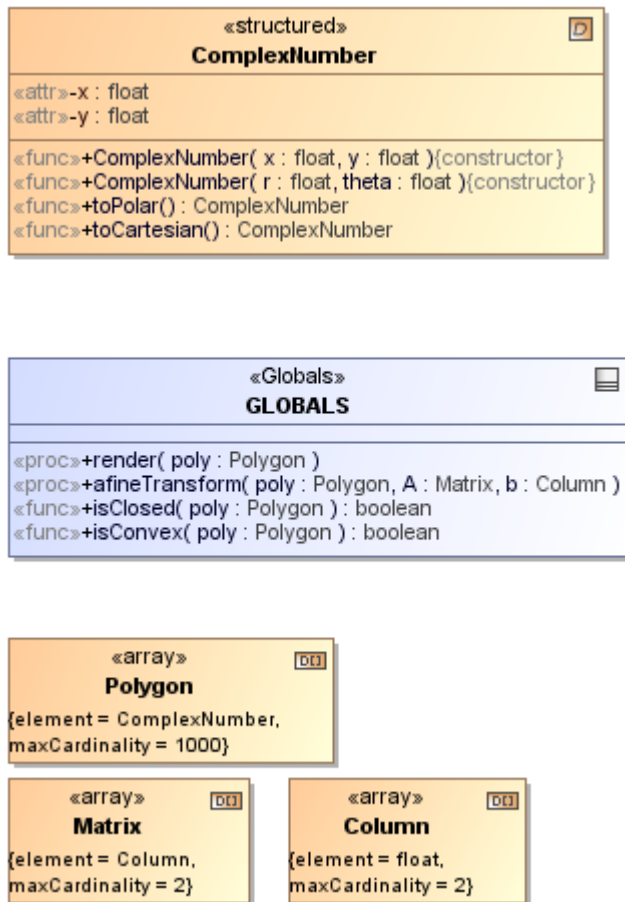 «structured»
ComplexNumber
«attr»-x : float
«attr»-y : float
«func»+ComplexNumber( x : float, y : float ){constructor}
«func»+ComplexNumber( r : float, theta : float ){constructor}
«func»+toPolar() : ComplexNumber
«func»+toCartesian() : ComplexNumber
«Globals»
GLOBALS
«proc»+render( poly : Polygon )
«proc»+afineTransform( poly : Polygon, A : Matrix, b : Column )
«func»+isClosed( poly : Polygon ) : boolean
«func»+isConvex( poly : Polygon ) : boolean
«array»
Polygon
{element = ComplexNumber,
maxCardinality = 1000}
«array»
Matrix
{element = Column,
maxCardinality = 2}
«array»
Column
{element = float,
maxCardinality = 2}